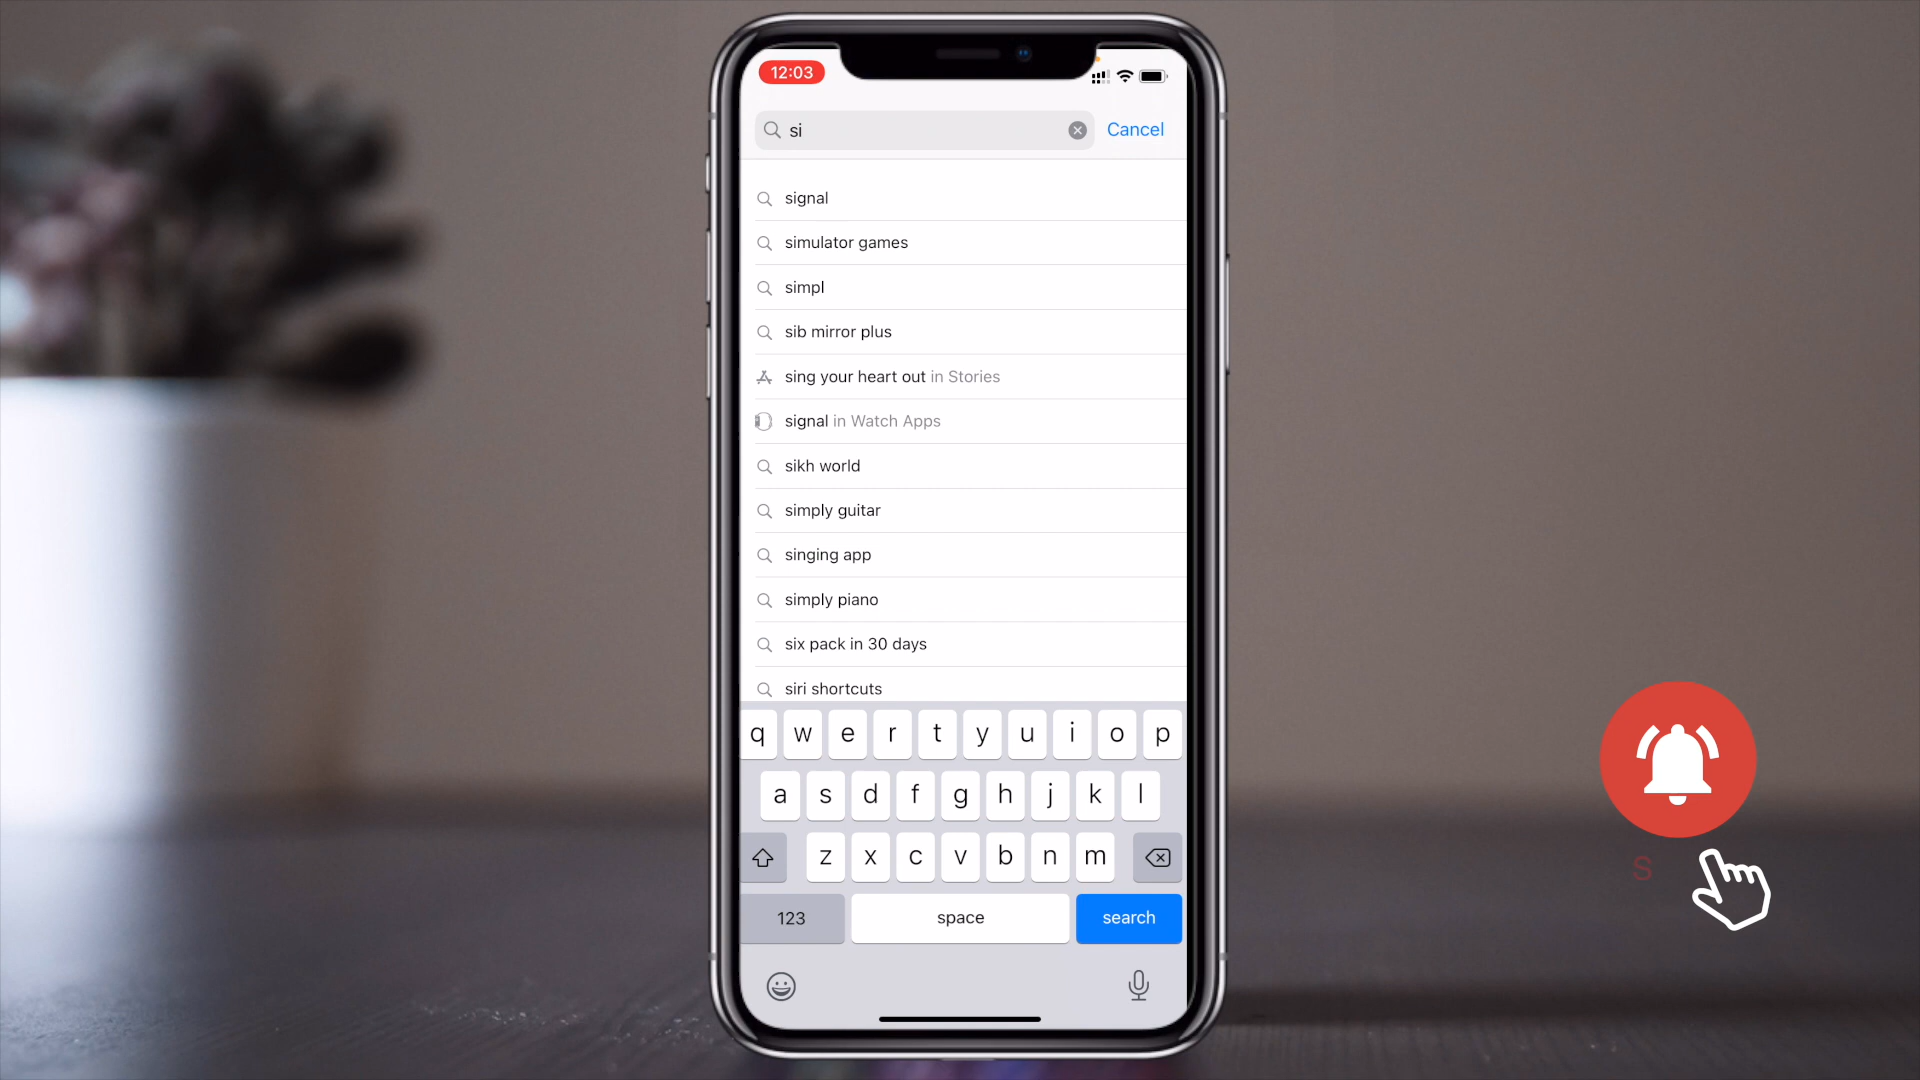 12:03
si
Cancel
signal
simulator games
simpl
sib mirror plus
sing your heart out in Stories
signal in Watch Apps
sikh world
simply guitar
singing app
simply piano
six pack in 30 days
siri shortcuts
q w e r t y u i o p
a s d f g h j k l
z x c v b n m
123 space search
S